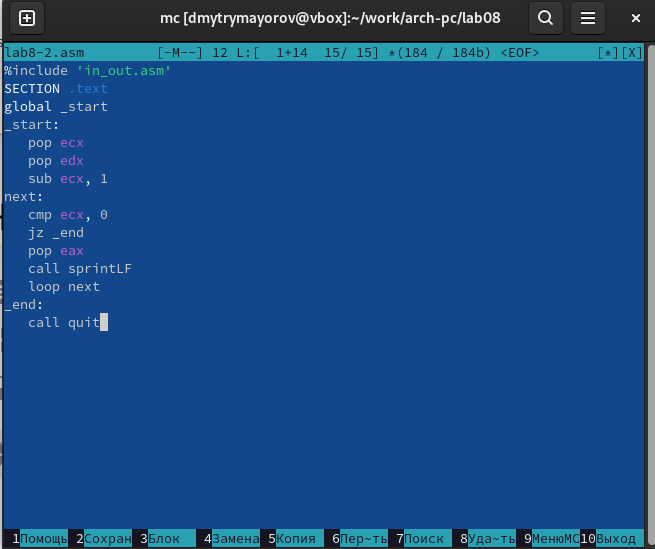 mc [dmytrymayorov@vbox]:~/work/arch-pc/lab08
lab8-2.asm [-M--] 12 L:[ 1+14 15/ 15] *(184 / 184b) <EOF> [*][X]
%include 'in_out.asm'
SECTION .text
global _start
_start:
pop ecx
pop edx
sub ecx, 1
next:
cmp ecx, 0
jz _end
pop eax
call sprintLF
loop next
_end:
call quit
1Помощь 2Сохран 3Блок 4Замена 5Копия 6Пер~ть 7Поиск 8Уда~ть 9МенюMC 10Выход